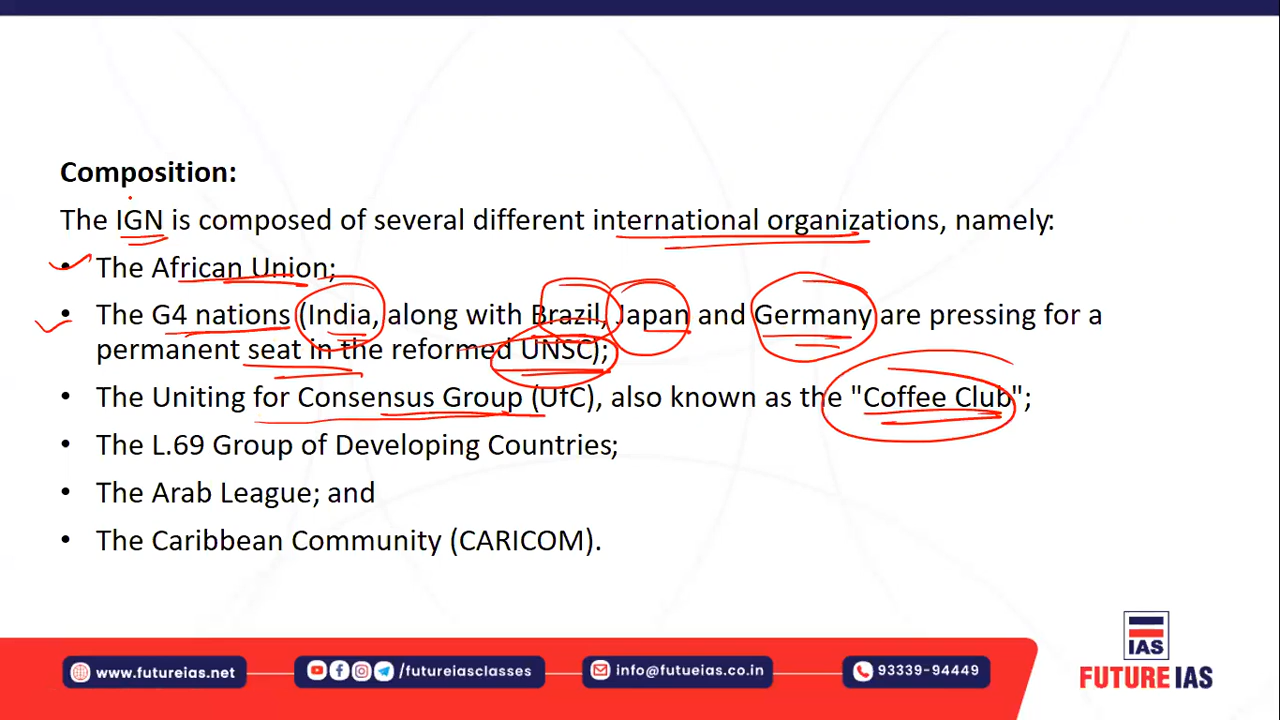 Composition:
The IGN is composed of several different international organizations, namely:
• The African Union;
• The G4 nations (India, along with Brazil, Japan and Germany are pressing for a
permanent seat in the reformed UNSC);
• The Uniting for Consensus Group (UfC), also known as the "Coffee Club";
• The L.69 Group of Developing Countries;
• The Arab League; and
• The Caribbean Community (CARICOM).
IAS
FUTURE IAS
www.futureias.net
/futureiasclasses
info@futueias.co.in
93339-94449